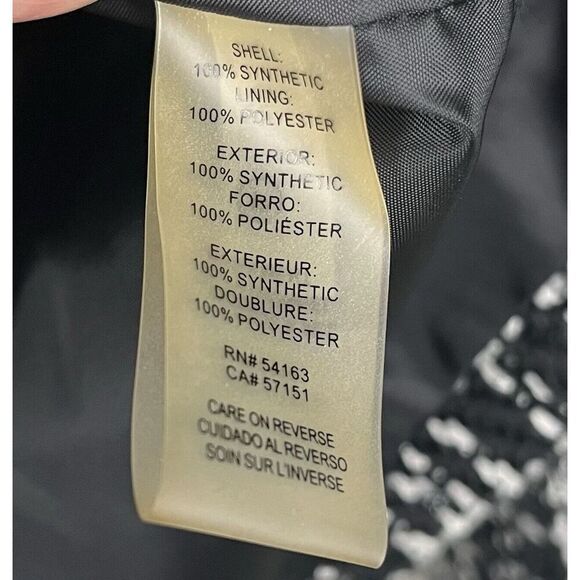 SHELL:
100% SYNTHETIC
LINING:
100% POLYESTER
EXTERIOR:
100% SYNTHETIC
FORRO:
100% POLIÉSTER
EXTERIEUR:
100% SYNTHETIC
DOUBLURE:
100% POLYESTER
RN# 54163
CA# 57151
CARE ON REVERSE
CUIDADO AL REVERSO
SOIN SUR L'INVERSE